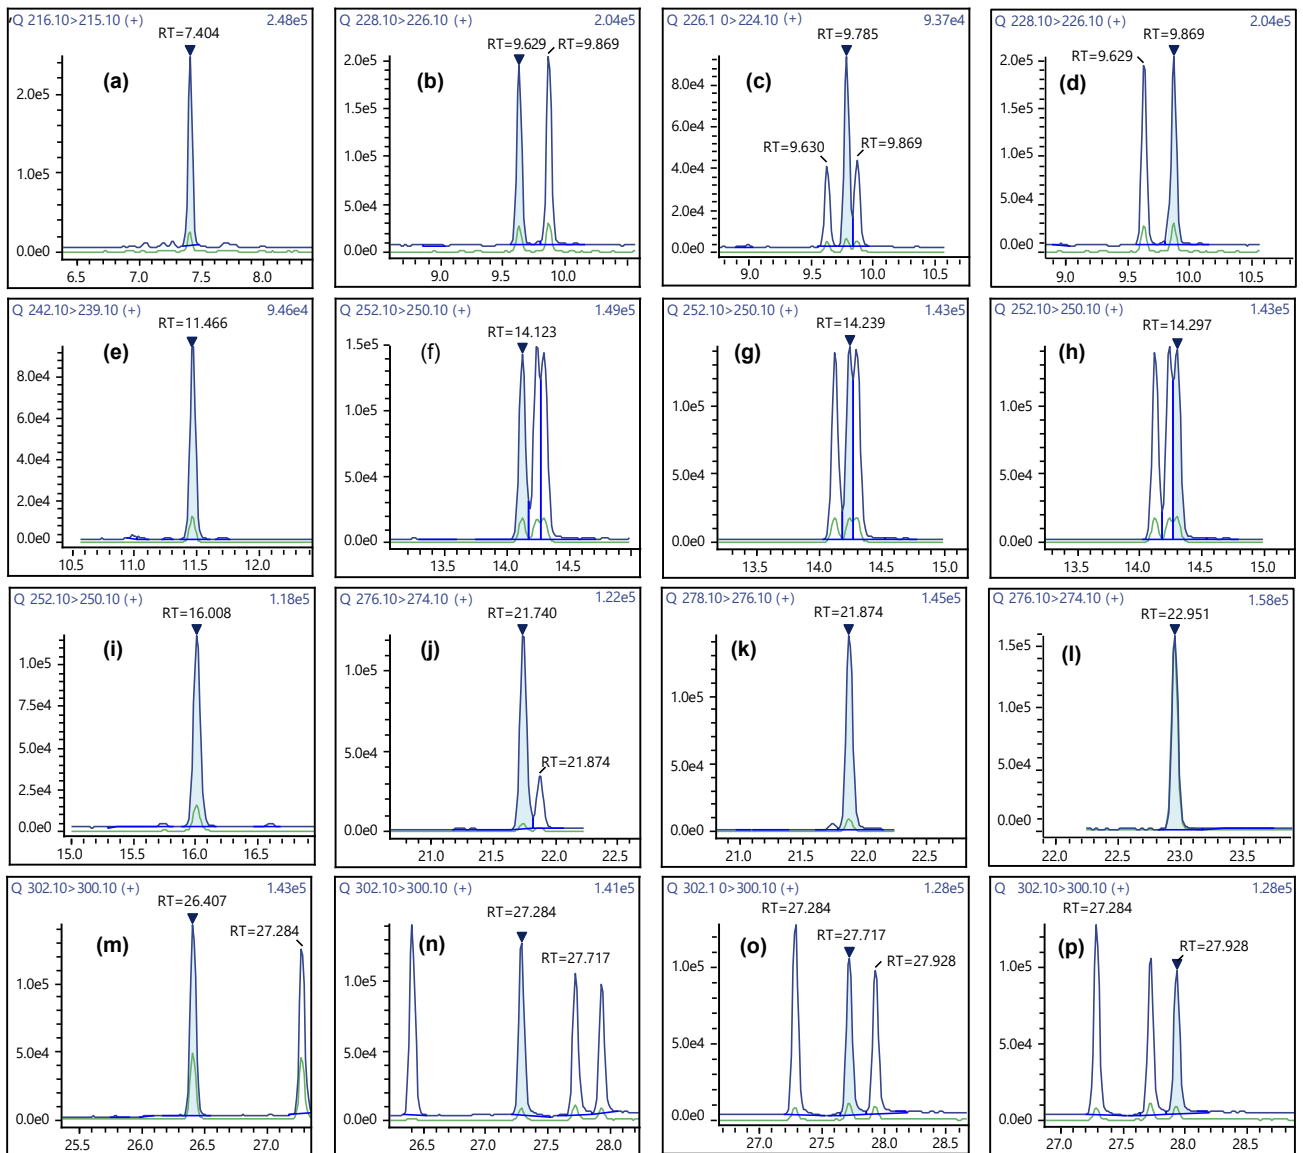 Q 216.10>215.10 (+) 2.48e5
RT=7.404
(a)
2.0e5
1.0e5
0.0e0
6.5 7.0 7.5 8.0
Q 228.10>226.10 (+) 2.04e5
RT=9.629 RT=9.869
(b)
2.0e5
1.5e5
1.0e5
5.0e4
0.0e0
9.0 9.5 10.0
Q 226.1 0>224.10 (+) 9.37e4
RT=9.785
(c)
8.0e4
6.0e4
RT=9.630 RT=9.869
4.0e4
2.0e4
0.0e0
9.0 9.5 10.0 10.5
Q 228.10>226.10 (+) 2.04e5
RT=9.869
RT=9.629
(d)
2.0e5
1.5e5
1.0e5
5.0e4
0.0e0
9.0 9.5 10.0 10.5
Q 242.10>239.10 (+) 9.46e4
RT=11.466
(e)
8.0e4
6.0e4
4.0e4
2.0e4
0.0e0
10.5 11.0 11.5 12.0
Q 252.10>250.10 (+) 1.49e5
RT=14.123
(f)
1.5e5
1.0e5
5.0e4
0.0e0
13.5 14.0 14.5
Q 252.10>250.10 (+) 1.43e5
RT=14.239
(g)
1.0e5
5.0e4
0.0e0
13.5 14.0 14.5 15.0
Q 252.10>250.10 (+) 1.43e5
RT=14.297
(h)
1.0e5
5.0e4
0.0e0
13.5 14.0 14.5 15.0
Q 252.10>250.10 (+) 1.18e5
RT=16.008
(i)
1.0e5
7.5e4
5.0e4
2.5e4
0.0e0
15.0 15.5 16.0 16.5
Q 276.10>274.10 (+) 1.22e5
RT=21.740
(j)
1.0e5
5.0e4
RT=21.874
0.0e0
21.0 21.5 22.0 22.5
Q 278.10>276.10 (+) 1.45e5
RT=21.874
(k)
1.0e5
5.0e4
0.0e0
21.0 21.5 22.0 22.5
Q 276.10>274.10 (+) 1.58e5
RT=22.951
(l)
1.5e5
1.0e5
5.0e4
0.0e0
22.0 22.5 23.0 23.5
Q 302.10>300.10 (+) 1.43e5
RT=26.407
RT=27.284
(m)
1.0e5
5.0e4
0.0e0
25.5 26.0 26.5 27.0
Q 302.10>300.10 (+) 1.41e5
RT=27.284
(n)
RT=27.717
1.0e5
5.0e4
0.0e0
26.5 27.0 27.5 28.0
Q 302.1 0>300.10 (+) 1.28e5
RT=27.284
RT=27.717
(o)
RT=27.928
1.0e5
5.0e4
0.0e0
27.0 27.5 28.0 28.5
Q 302.10>300.10 (+) 1.28e5
RT=27.284
(p)
RT=27.928
1.0e5
5.0e4
0.0e0
27.0 27.5 28.0 28.5